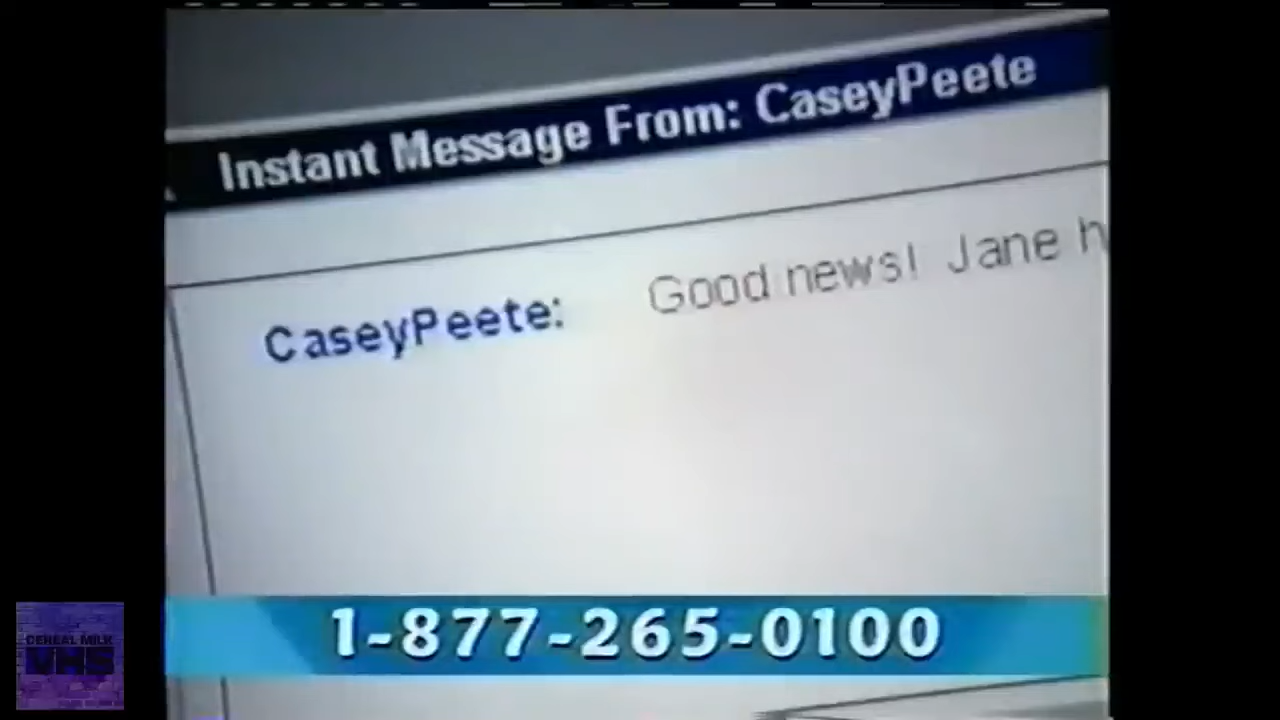 Instant Message From: CaseyPeete
CaseyPeete: Good news! Jane h
1-877-265-0100
CEREAL MILK
VHS